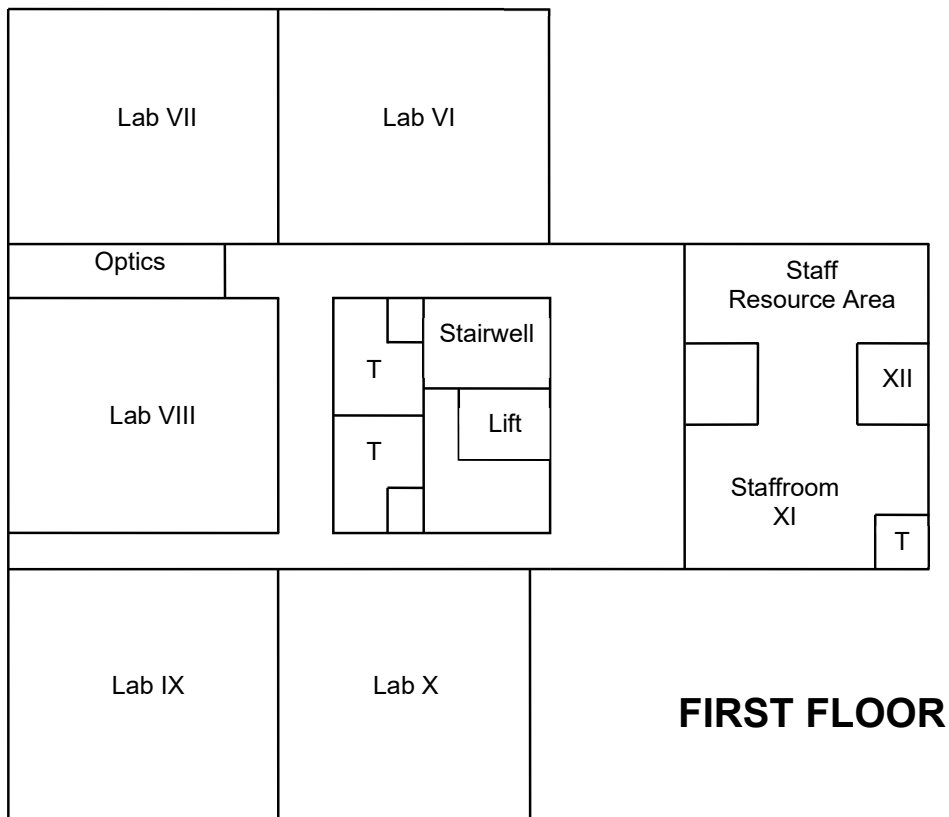 Lab VII
Lab VI
Optics
Staff
Resource Area
Stairwell
T
XII
Lab VIII
Lift
T
Staffroom
XI
T
Lab IX
Lab X
FIRST FLOOR